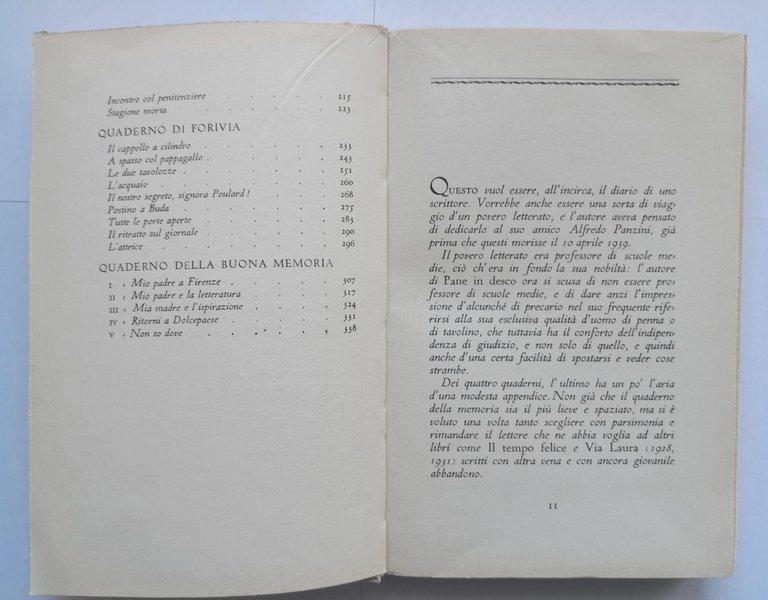 Incontro col penitenziere . . . . . 215
Stagione morta . . . . . . 223
QUADERNO DI FORIVIA
Il cappello a cilindro . . . . . 233
A spasso col pappagallo . . . . . 243
Le due tavolozze . . . . . . 251
L'acquaio . . . . . . 260
Il nostro segreto, signora Poulard! . . . . 268
Postino a Buda . . . . . . 275
Tutte le porte aperte . . . . . 283
Il ritratto sul giornale . . . . . 290
L'attrice . . . . . . 296
QUADERNO DELLA BUONA MEMORIA
I , Mio padre a Firenze . . . . . 307
II , Mio padre e la letteratura . . . . 317
III , Mia madre e l'ispirazione . . . . 324
IV , Ritorni a Dolcepaese . . . . . 331
V , Non so dove . . . . . . 338
QUESTO vuol essere, all'incirca, il diario di uno
scrittore. Vorrebbe anche essere una sorta di viag-
gio d'un povero letterato, e l'autore aveva pensato
di dedicarlo al suo amico Alfredo Panzini, già
prima che questi morisse il 10 aprile 1939.
Il povero letterato era professore di scuole me-
die, ciò ch'era in fondo la sua nobiltà: l'autore
di Pane in desco ora si scusa di non essere pro-
fessore di scuole medie, e di dare anzi l'impres-
sione d'alcunché di precario nel suo frequente rife-
rirsi alla sua esclusiva qualità d'uomo di penna o
di tavolino, che tuttavia ha il conforto dell'indipen-
denza di giudizio, e non solo di quello, e quindi
anche d'una certa facilità di spostarsi e veder cose
strambe.
Dei quattro quaderni, l'ultimo ha un po' l'aria
d'una modesta appendice. Non già che il quaderno
della memoria sia il più lieve e spaziato, ma si è
voluto una volta tanto scegliere con parsimonia e
rimandare il lettore che ne abbia voglia ad altri
libri come Il tempo felice e Via Laura (1928,
1931) scritti con altra vena e con ancora giovanile
abbandono.
11